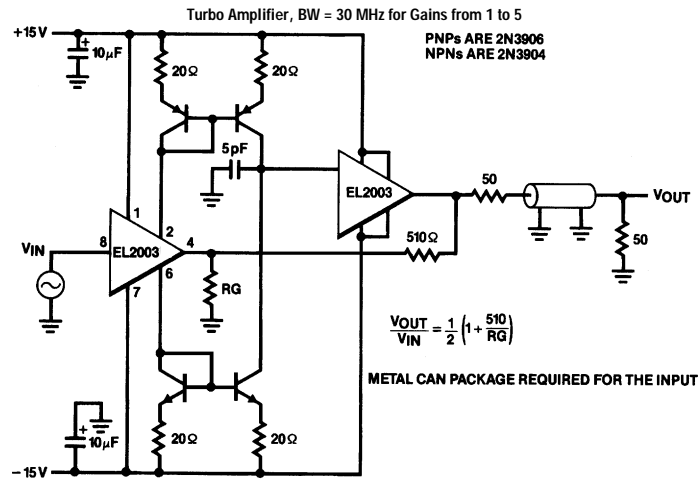 Turbo Amplifier, BW = 30 MHz for Gains from 1 to 5
+15V
10µF
+
PNPs ARE 2N3906
NPNs ARE 2N3904
20Ω
20Ω
5pF
EL2003
50
VOUT
1
2
VIN
8
EL2003
4
510Ω
50
6
7
RG
VOUT/VIN = 1/2 (1 + 510/RG)
METAL CAN PACKAGE REQUIRED FOR THE INPUT
+
10µF
20Ω
20Ω
−15V